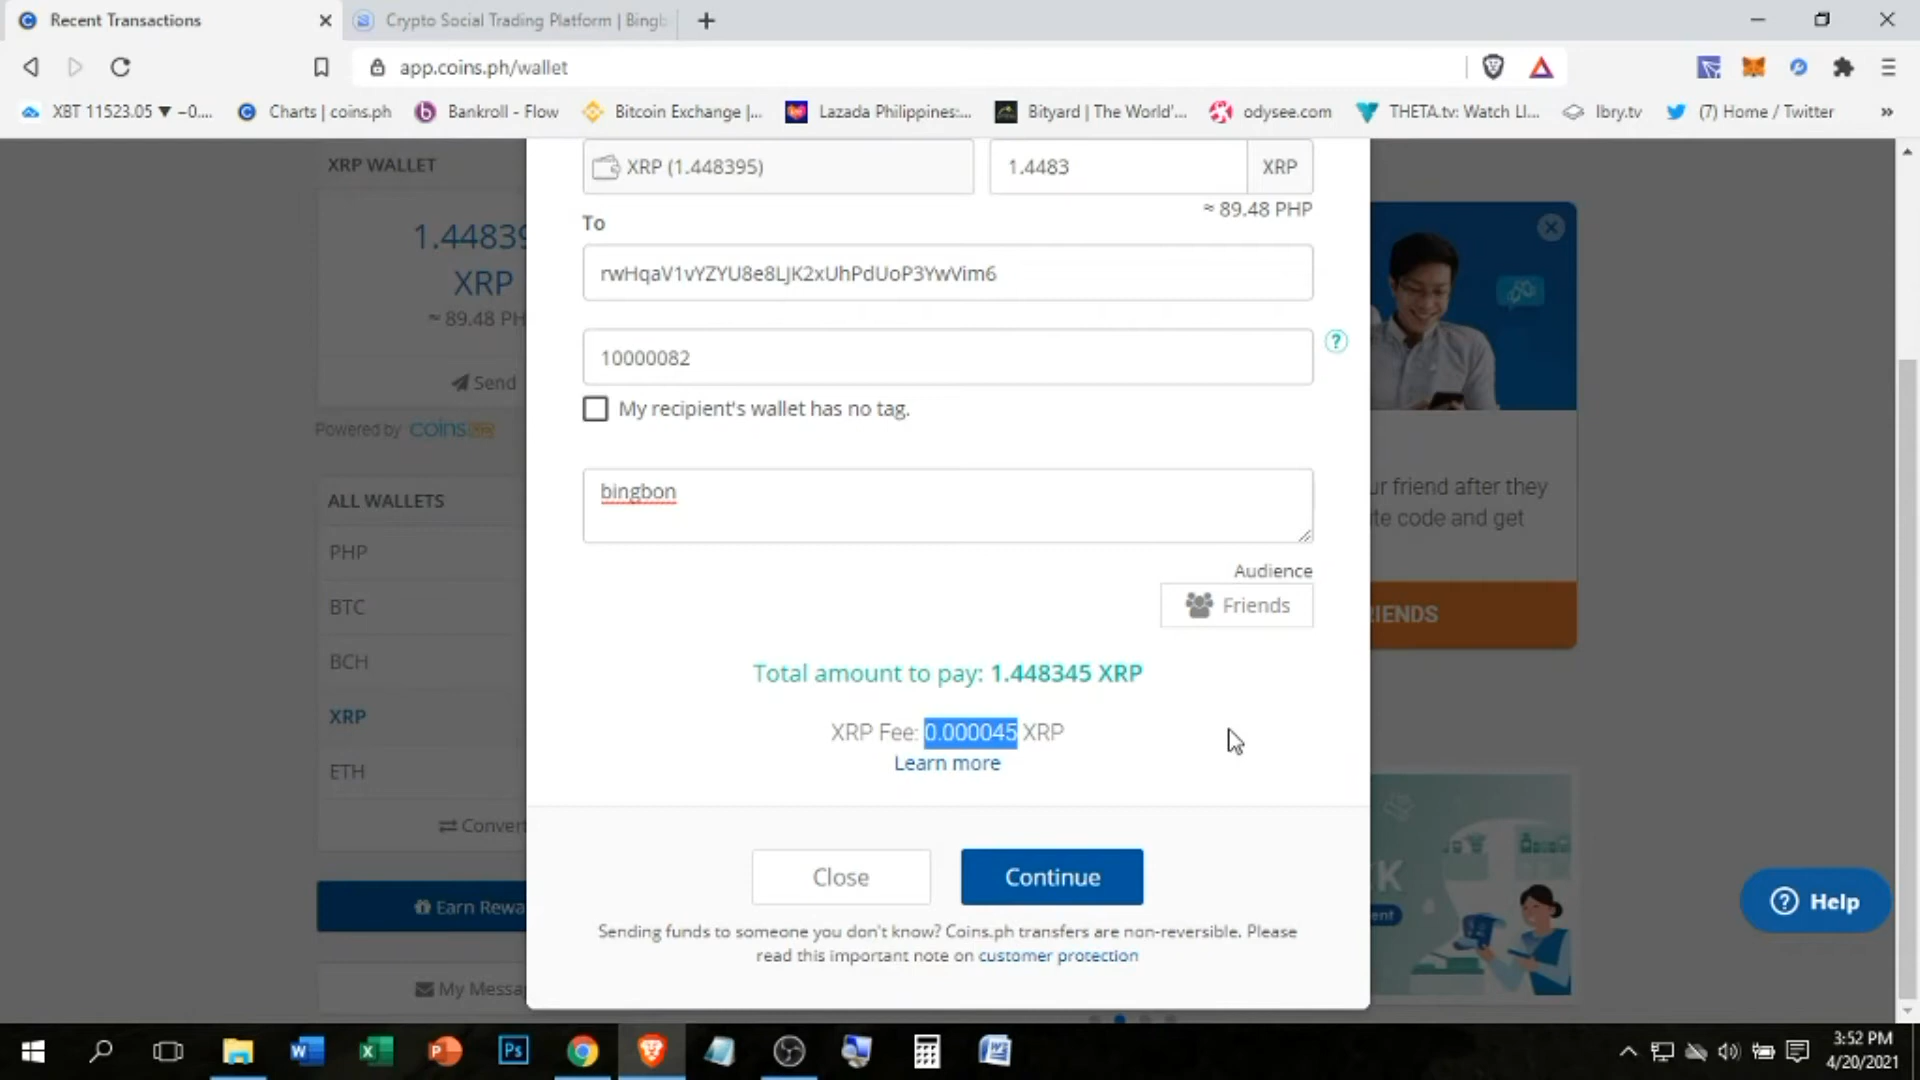 Recent Transactions
Crypto Social Trading Platform | Bingb
app.coins.ph/wallet
XBT 11523.05 ▼ −0....
Charts | coins.ph
Bankroll - Flow
Bitcoin Exchange |...
Lazada Philippines:...
Bityard | The World'...
odysee.com
THETA.tv: Watch LI...
lbry.tv
(7) Home / Twitter
»
XRP WALLET
1.44839
XRP
≈ 89.48 PH
Send
Powered by coins
ALL WALLETS
PHP
BTC
BCH
XRP
ETH
Convert
Earn Rewa
My Messa
XRP (1.448395)
1.4483
XRP
≈ 89.48 PHP
To
rwHqaV1vYZYU8e8LJK2xUhPdUoP3YwVim6
10000082
?
My recipient's wallet has no tag.
bingbon
Audience
Friends
Total amount to pay: 1.448345 XRP
XRP Fee: 0.000045 XRP
Learn more
Close
Continue
Sending funds to someone you don't know? Coins.ph transfers are non-reversible. Please
read this important note on customer protection
ur friend after they
te code and get
IENDS
K
ent
? Help
3:52 PM
4/20/2021